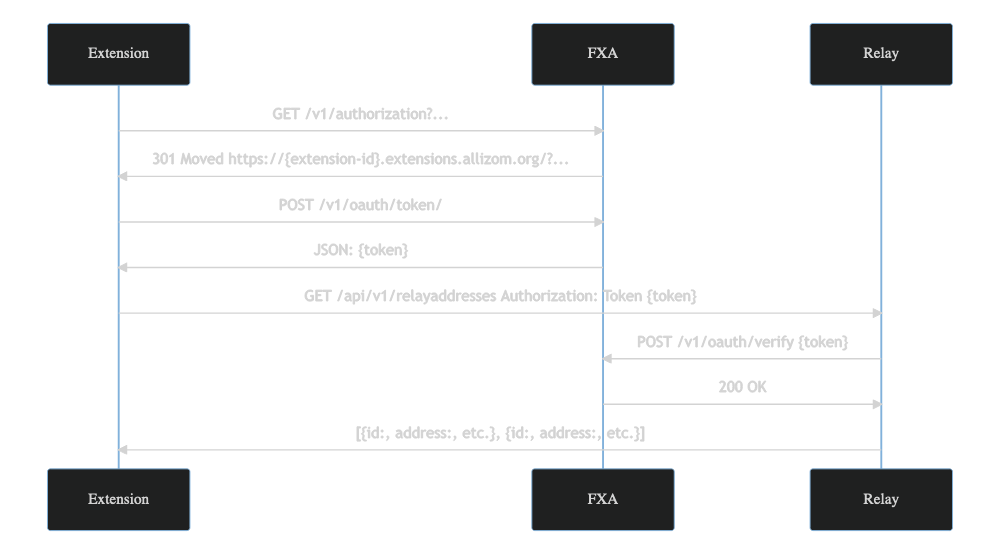 Extension
FXA
Relay
GET /v1/authorization?...
301 Moved https://{extension-id}.extensions.allizom.org/?...
POST /v1/oauth/token/
JSON: {token}
GET /api/v1/relayaddresses Authorization: Token {token}
POST /v1/oauth/verify {token}
200 OK
[{id:, address:, etc.}, {id:, address:, etc.}]
Extension
FXA
Relay